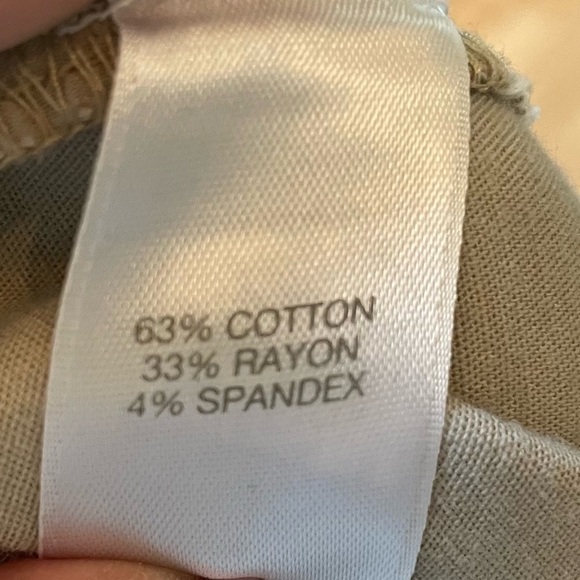 63% COTTON
33% RAYON
4% SPANDEX